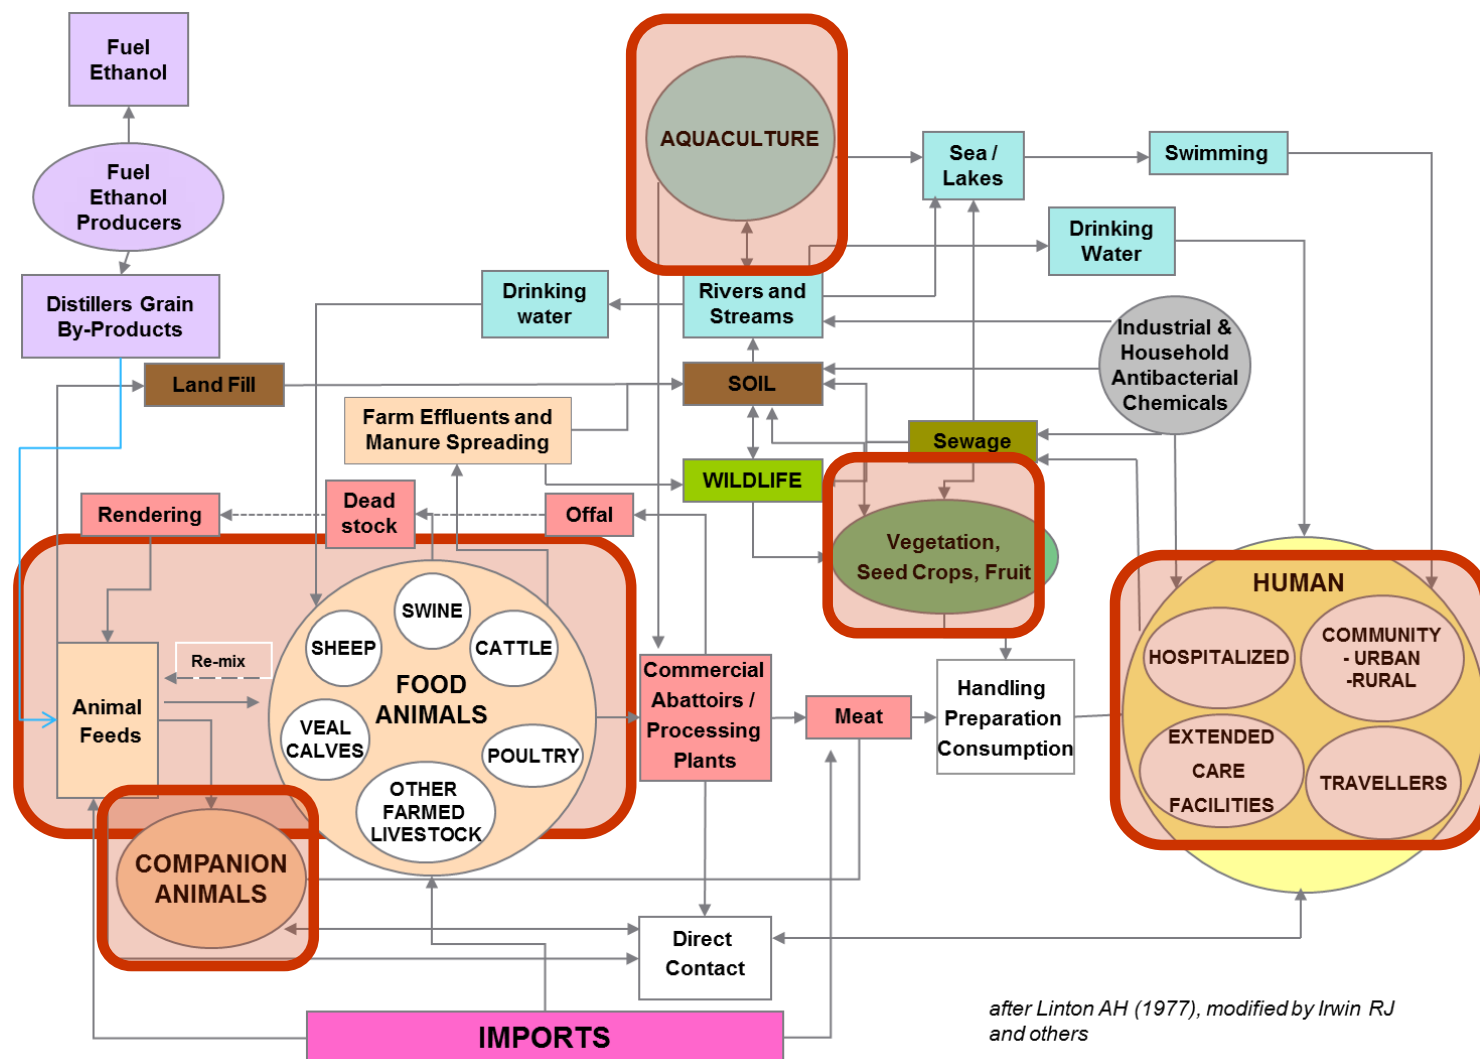 Fuel
Ethanol
Fuel
Ethanol
Producers
Distillers Grain
By-Products
AQUACULTURE
Sea /
Lakes
Swimming
Drinking
Water
Drinking
water
Rivers and
Streams
Industrial &
Household
Antibacterial
Chemicals
Land Fill
SOIL
Farm Effluents and
Manure Spreading
Sewage
WILDLIFE
Rendering
Dead
stock
Offal
Vegetation,
Seed Crops, Fruit
HUMAN
HOSPITALIZED
COMMUNITY
- URBAN
-RURAL
EXTENDED
CARE
FACILITIES
TRAVELLERS
SWINE
SHEEP
CATTLE
Re-mix
Animal
Feeds
FOOD
ANIMALS
VEAL
CALVES
POULTRY
OTHER
FARMED
LIVESTOCK
Commercial
Abattoirs /
Processing
Plants
Meat
Handling
Preparation
Consumption
COMPANION
ANIMALS
Direct
Contact
IMPORTS
after Linton AH (1977), modified by Irwin RJ
and others